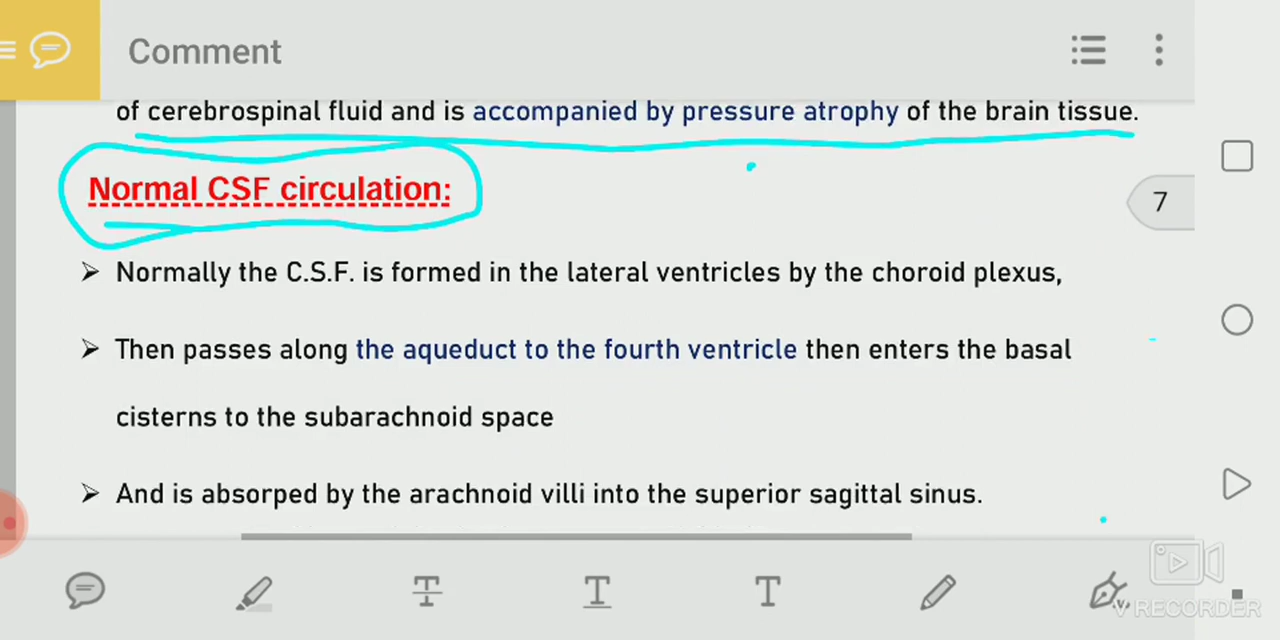 Comment
of cerebrospinal fluid and is accompanied by pressure atrophy of the brain tissue.
Normal CSF circulation:
7
➢ Normally the C.S.F. is formed in the lateral ventricles by the choroid plexus,
➢ Then passes along the aqueduct to the fourth ventricle then enters the basal
cisterns to the subarachnoid space
➢ And is absorped by the arachnoid villi into the superior sagittal sinus.
T T T
V RECORDER